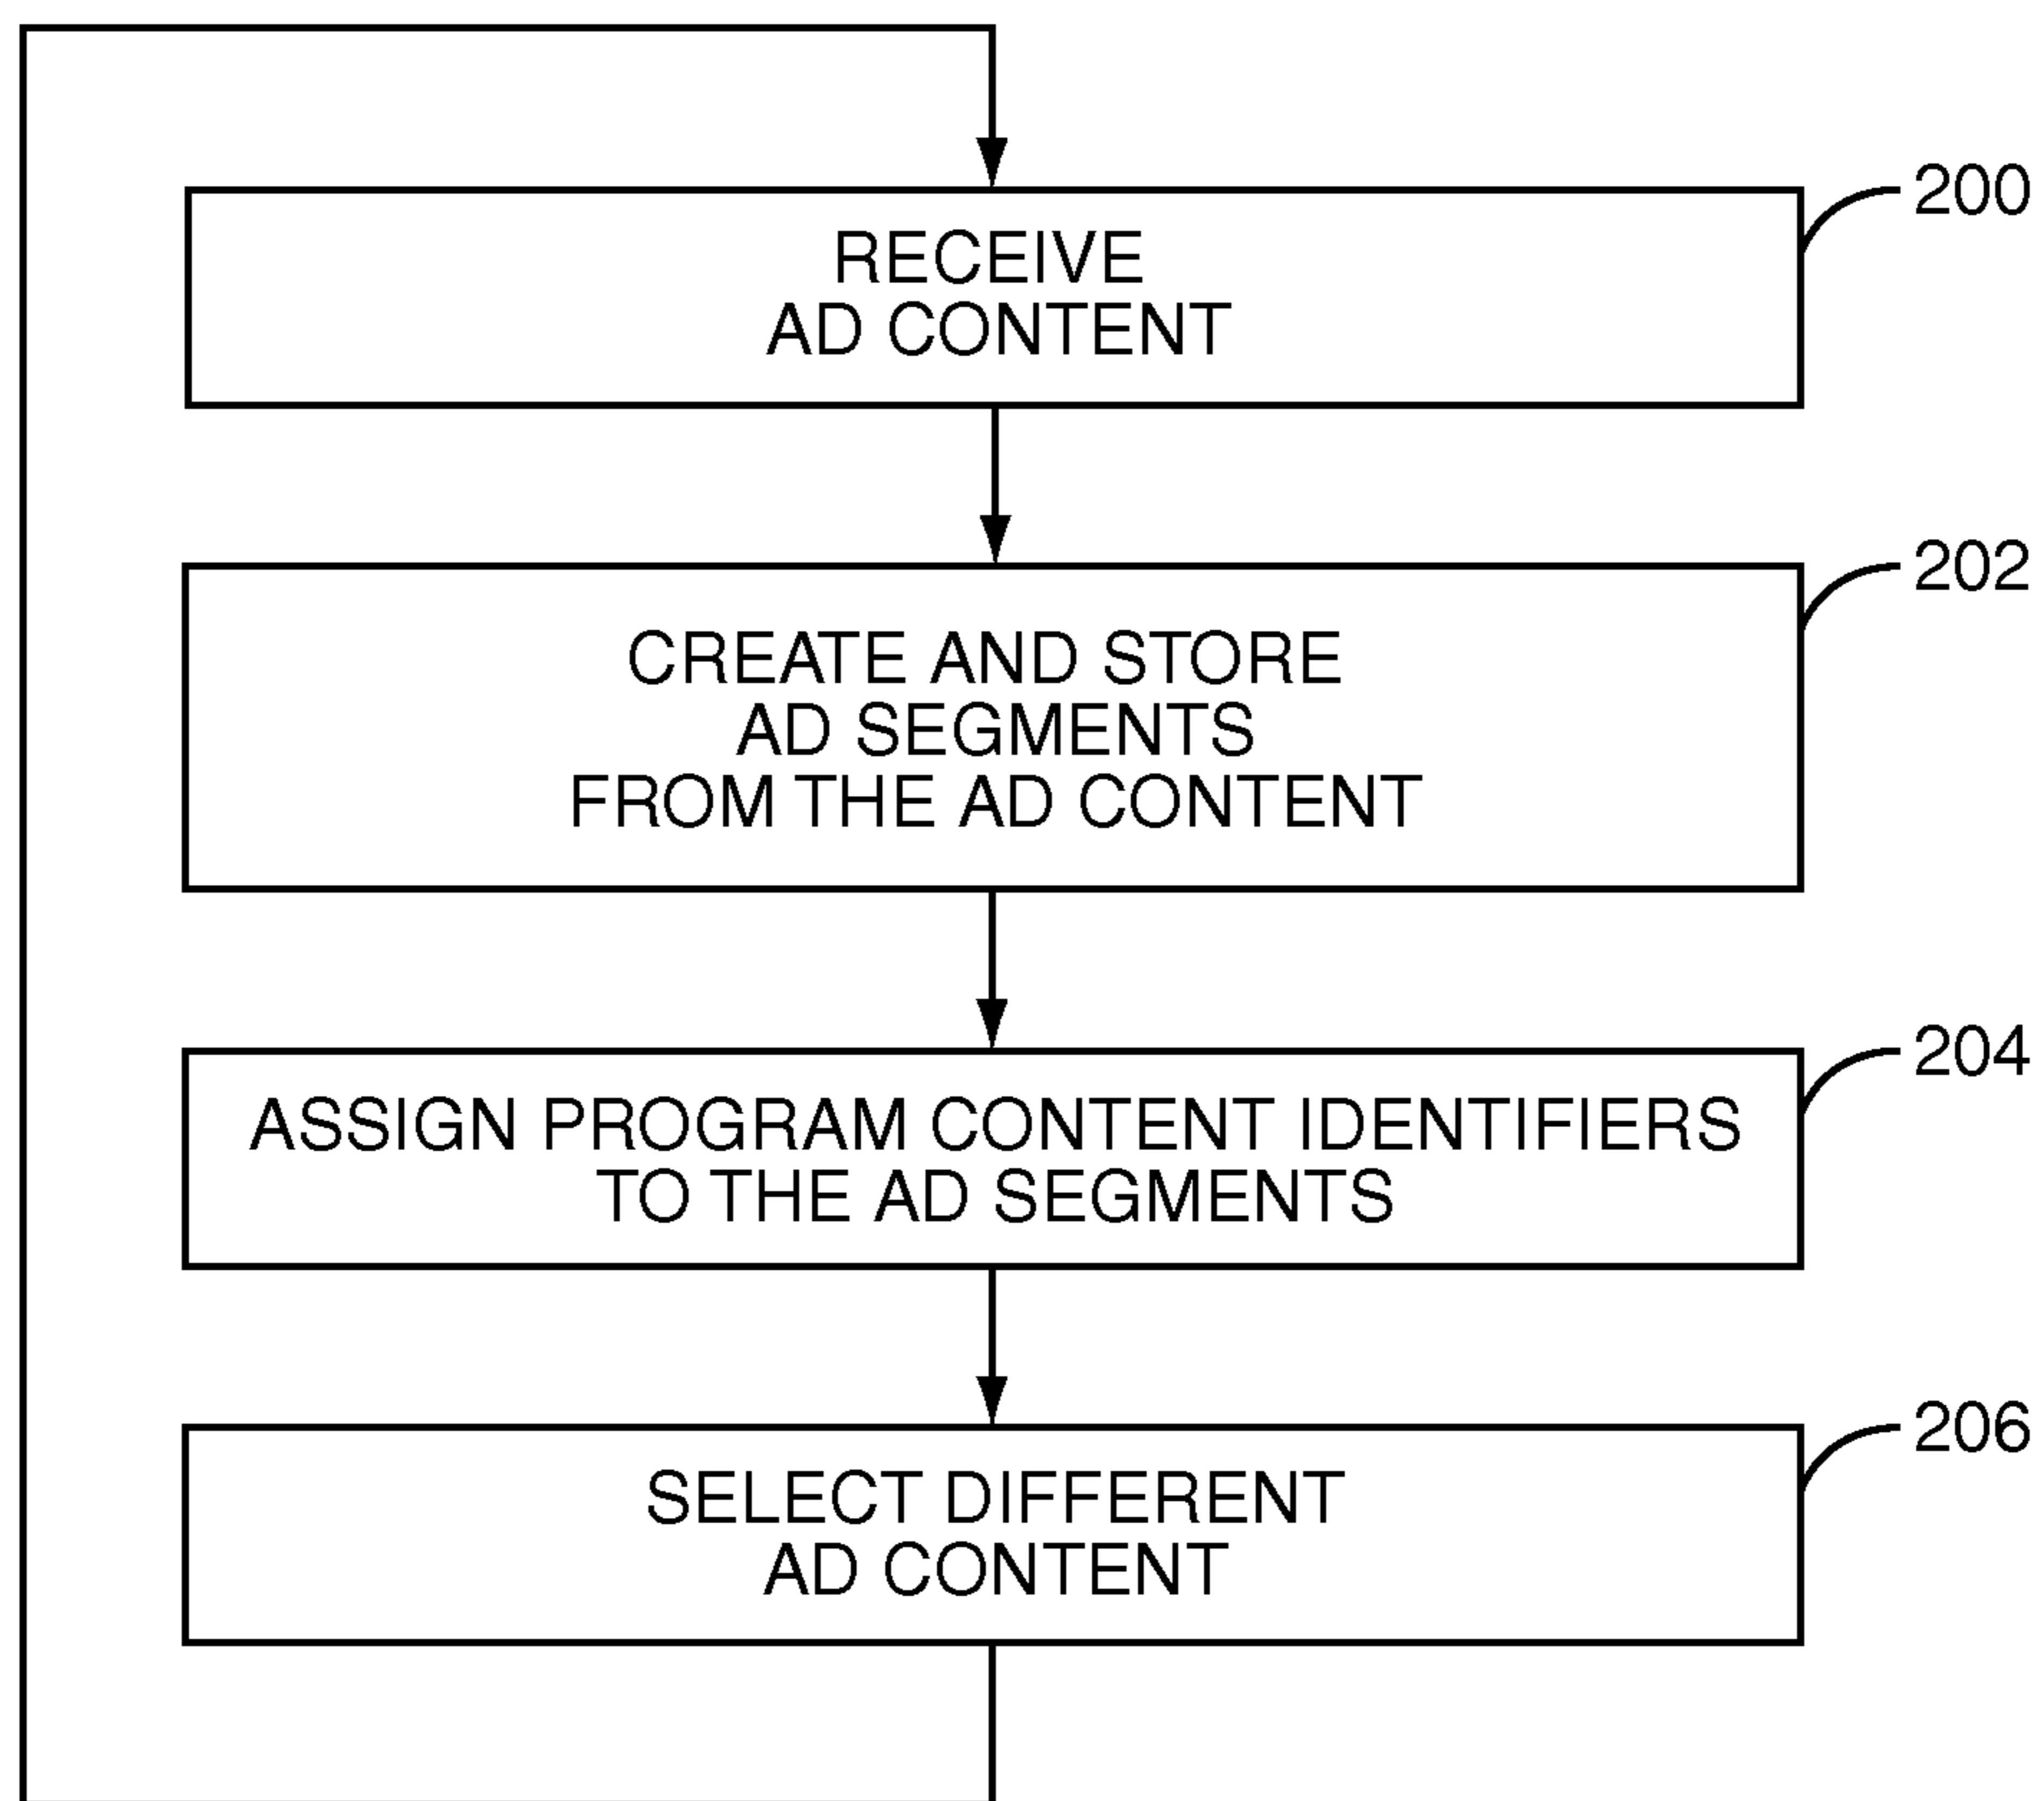 200
RECEIVE
AD CONTENT
202
CREATE AND STORE
AD SEGMENTS
FROM THE AD CONTENT
204
ASSIGN PROGRAM CONTENT IDENTIFIERS
TO THE AD SEGMENTS
206
SELECT DIFFERENT
AD CONTENT